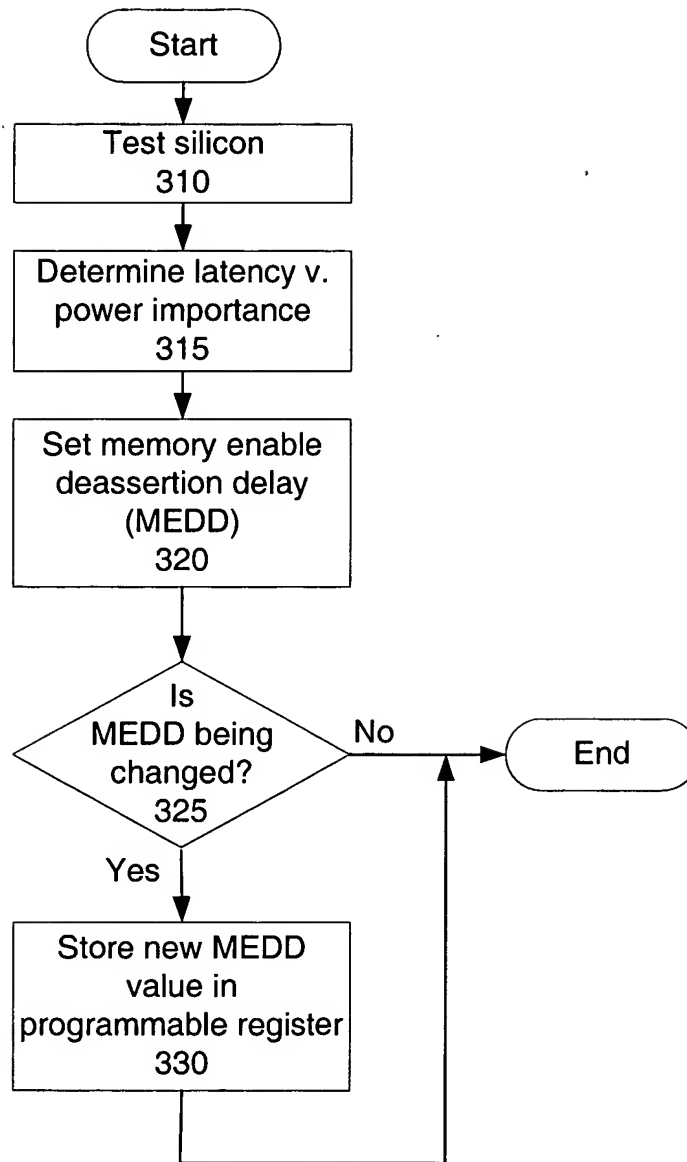 Start
Test silicon
310
Determine latency v.
power importance
315
Set memory enable
deassertion delay
(MEDD)
320
Is
MEDD being
changed?
325
No
End
Yes
Store new MEDD
value in
programmable register
330